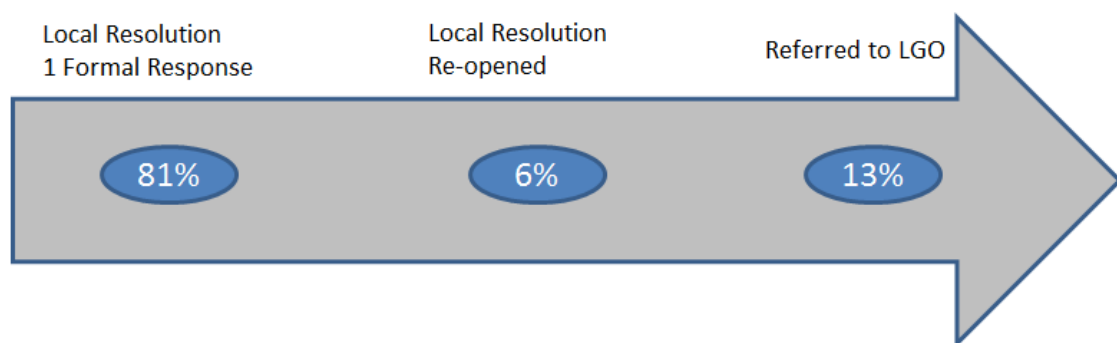 Local Resolution
1 Formal Response
Local Resolution
Re-opened
Referred to LGO
81%
6%
13%